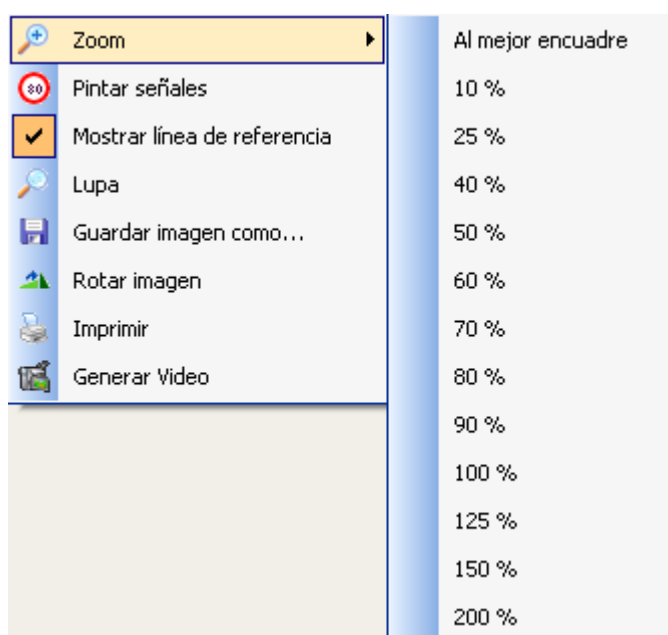 Zoom
Pintar señales
Mostrar línea de referencia
Lupa
Guardar imagen como...
Rotar imagen
Imprimir
Generar Video
Al mejor encuadre
10 %
25 %
40 %
50 %
60 %
70 %
80 %
90 %
100 %
125 %
150 %
200 %